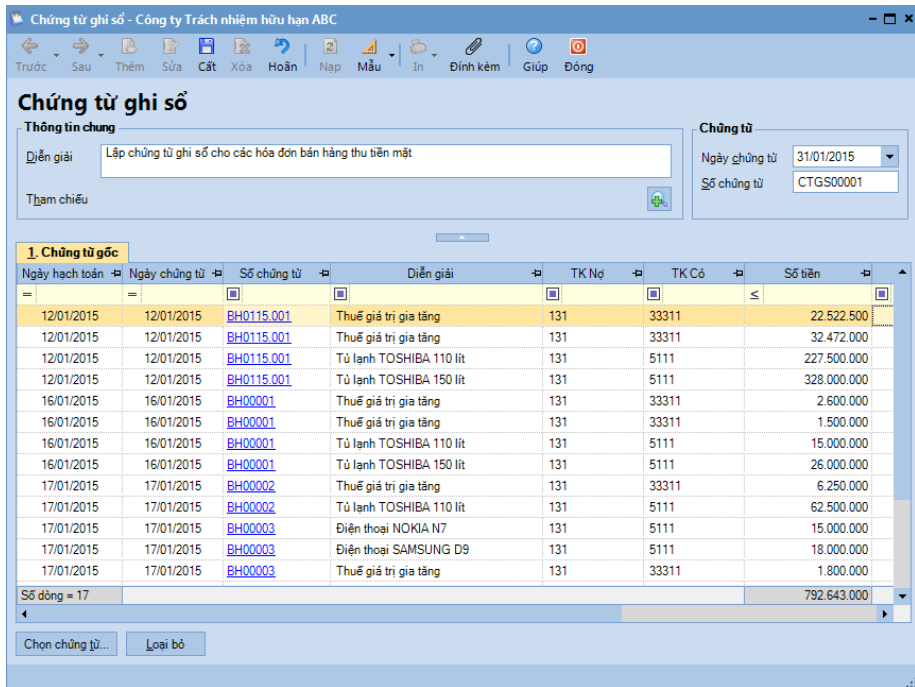 Chứng từ ghi sổ - Công ty Trách nhiệm hữu hạn ABC
Trước Sau Thêm Sửa Cất Xóa Hoãn Nạp Mẫu In Đính kèm Giúp Đóng
Chứng từ ghi sổ
Thông tin chung
Diễn giải Lập chứng từ ghi sổ cho các hóa đơn bán hàng thu tiền mặt
Tham chiếu
Chứng từ
Ngày chứng từ 31/01/2015
Số chứng từ CTGS00001
1. Chứng từ gốc
Ngày hạch toán Ngày chứng từ Số chứng từ Diễn giải TK Nợ TK Có Số tiền
= = ≤
12/01/2015 12/01/2015 BH0115.001 Thuế giá trị gia tăng 131 33311 22.522.500
12/01/2015 12/01/2015 BH0115.001 Thuế giá trị gia tăng 131 33311 32.472.000
12/01/2015 12/01/2015 BH0115.001 Tủ lạnh TOSHIBA 110 lít 131 5111 227.500.000
12/01/2015 12/01/2015 BH0115.001 Tủ lạnh TOSHIBA 150 lít 131 5111 328.000.000
16/01/2015 16/01/2015 BH00001 Thuế giá trị gia tăng 131 33311 2.600.000
16/01/2015 16/01/2015 BH00001 Thuế giá trị gia tăng 131 33311 1.500.000
16/01/2015 16/01/2015 BH00001 Tủ lạnh TOSHIBA 110 lít 131 5111 15.000.000
16/01/2015 16/01/2015 BH00001 Tủ lạnh TOSHIBA 150 lít 131 5111 26.000.000
17/01/2015 17/01/2015 BH00002 Thuế giá trị gia tăng 131 33311 6.250.000
17/01/2015 17/01/2015 BH00002 Tủ lạnh TOSHIBA 110 lít 131 5111 62.500.000
17/01/2015 17/01/2015 BH00003 Điện thoại NOKIA N7 131 5111 15.000.000
17/01/2015 17/01/2015 BH00003 Điện thoại SAMSUNG D9 131 5111 18.000.000
17/01/2015 17/01/2015 BH00003 Thuế giá trị gia tăng 131 33311 1.800.000
Số dòng = 17 792.643.000
Chọn chứng từ... Loại bỏ